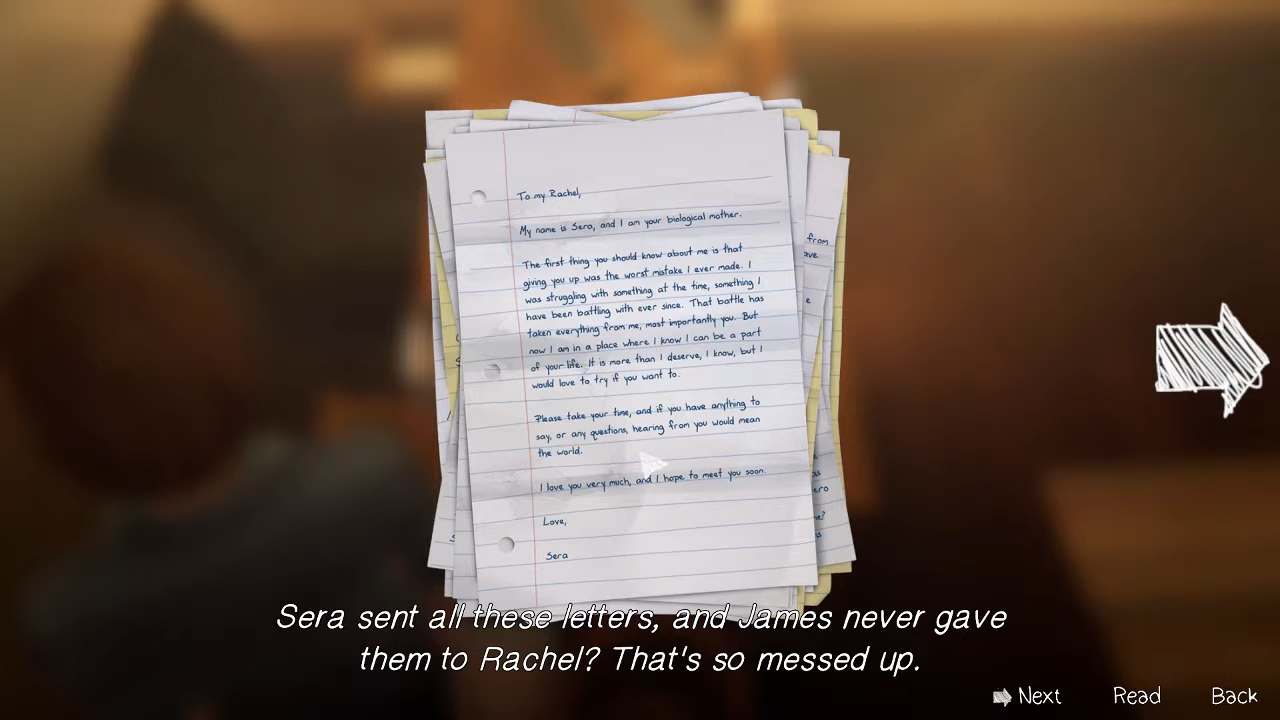 To my Rachel,
My name is Sera, and I am your biological mother.
The first thing you should know about me is that
giving you up was the worst mistake I ever made. I
was struggling with something at the time, something I
have been battling with ever since. That battle has
taken everything from me, most importantly you. But
now I am in a place where I know I can be a part
of your life. It is more than I deserve, I know, but I
would love to try if you want to.
Please take your time, and if you have anything to
say, or any questions, hearing from you would mean
the world.
I love you very much, and I hope to meet you soon.
Love,
Sera
from
Sera sent all these letters, and James never gave
them to Rachel? That's so messed up.
Next Read Back